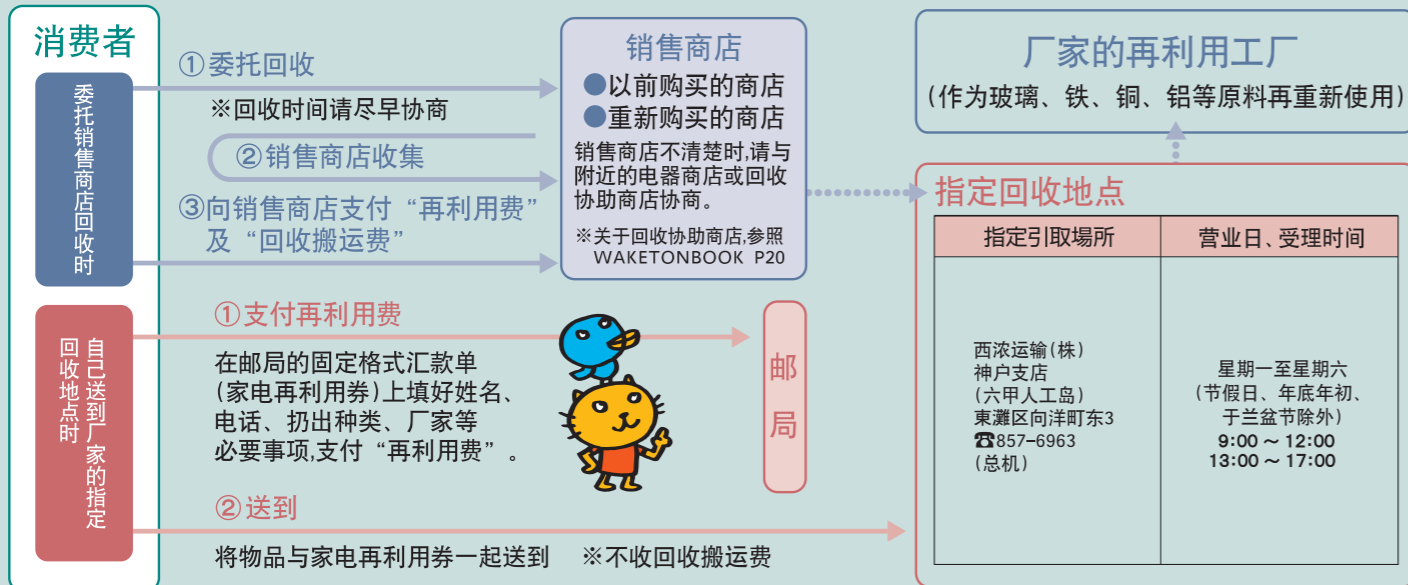 消费者
委托销售商店回收时
①委托回收
※回收时间请尽早协商
②销售商店收集
③向销售商店支付“再利用费”
及“回收搬运费”
销售商店
●以前购买的商店
●重新购买的商店
销售商店不清楚时,请与
附近的电器商店或回收
协助商店协商。
※关于回收协助商店,参照
WAKETONBOOK P20
厂家的再利用工厂
(作为玻璃、铁、铜、铝等原料再重新使用)
自己送到厂家的指定
回收地点时
①支付再利用费
在邮局的固定格式汇款单
(家电再利用券)上填好姓名、
电话、扔出种类、厂家等
必要事项,支付“再利用费”。
邮局
②送到
将物品与家电再利用券一起送到 ※不收回收搬运费
指定回收地点
指定引取場所
营业日、受理时间
西浓运输(株)
神户支店
(六甲人工岛)
東灘区向洋町东3
☎857-6963
(总机)
星期一至星期六
(节假日、年底年初、
于兰盆节除外)
9:00～12:00
13:00～17:00